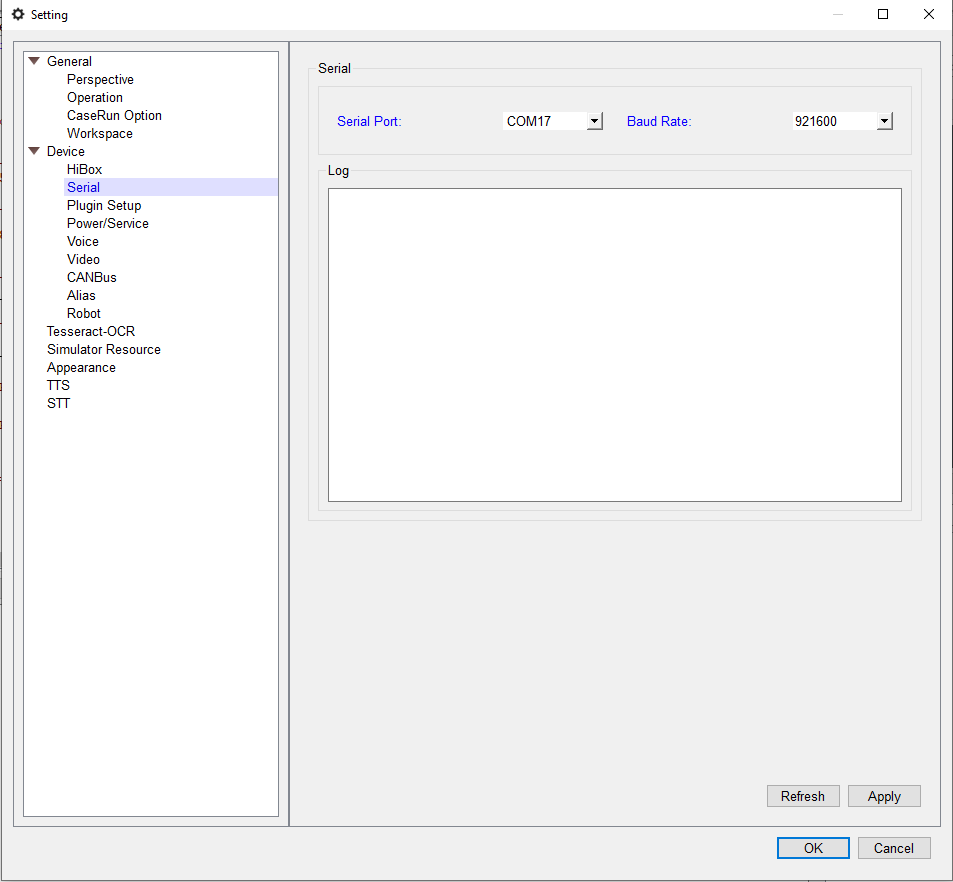 Setting
General
Perspective
Operation
CaseRun Option
Workspace
Device
HiBox
Serial
Plugin Setup
Power/Service
Voice
Video
CANBus
Alias
Robot
Tesseract-OCR
Simulator Resource
Appearance
TTS
STT
Serial
Serial Port: COM17 Baud Rate: 921600
Log
Refresh Apply
OK Cancel